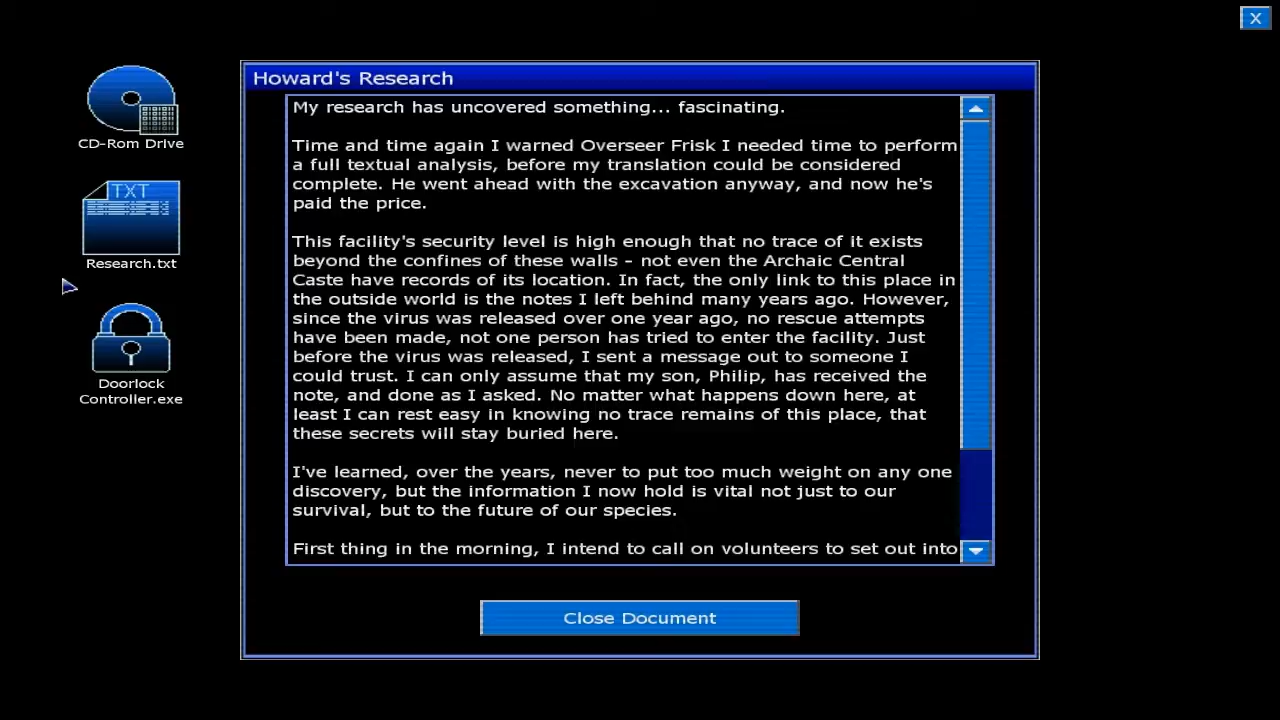 X
Howard's Research
CD-Rom Drive
TXT
Research.txt
Doorlock
Controller.exe
My research has uncovered something... fascinating.
Time and time again I warned Overseer Frisk I needed time to perform
a full textual analysis, before my translation could be considered
complete. He went ahead with the excavation anyway, and now he's
paid the price.
This facility's security level is high enough that no trace of it exists
beyond the confines of these walls - not even the Archaic Central
Caste have records of its location. In fact, the only link to this place in
the outside world is the notes I left behind many years ago. However,
since the virus was released over one year ago, no rescue attempts
have been made, not one person has tried to enter the facility. Just
before the virus was released, I sent a message out to someone I
could trust. I can only assume that my son, Philip, has received the
note, and done as I asked. No matter what happens down here, at
least I can rest easy in knowing no trace remains of this place, that
these secrets will stay buried here.
I've learned, over the years, never to put too much weight on any one
discovery, but the information I now hold is vital not just to our
survival, but to the future of our species.
First thing in the morning, I intend to call on volunteers to set out into
Close Document